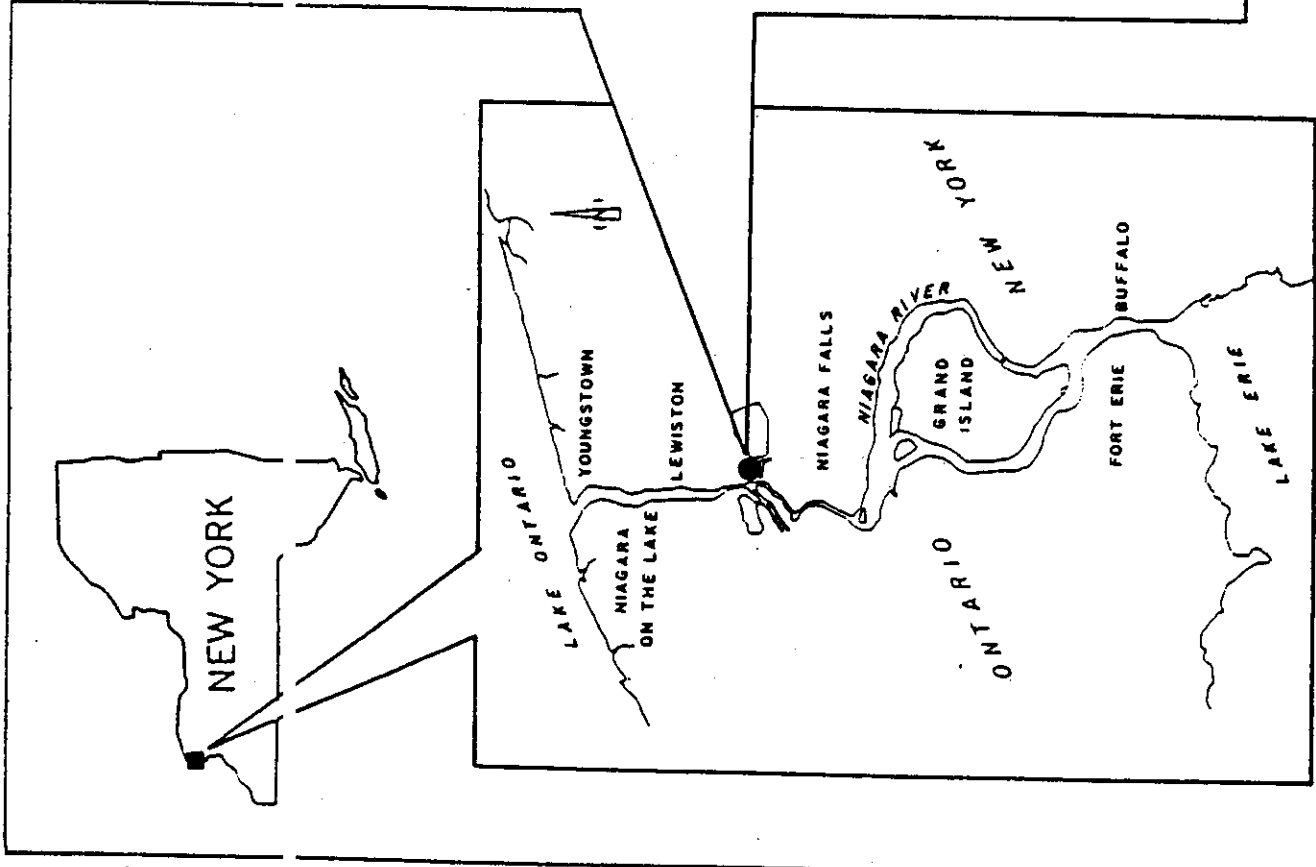 NEW YORK
LAKE ONTARIO
YOUNGSTOWN
NIAGARA
ON THE LAKE
LEWISTON
NIAGARA FALLS
NIAGARA RIVER
GRAND
ISLAND
NEW YORK
ONTARIO
FORT ERIE
BUFFALO
LAKE ERIE